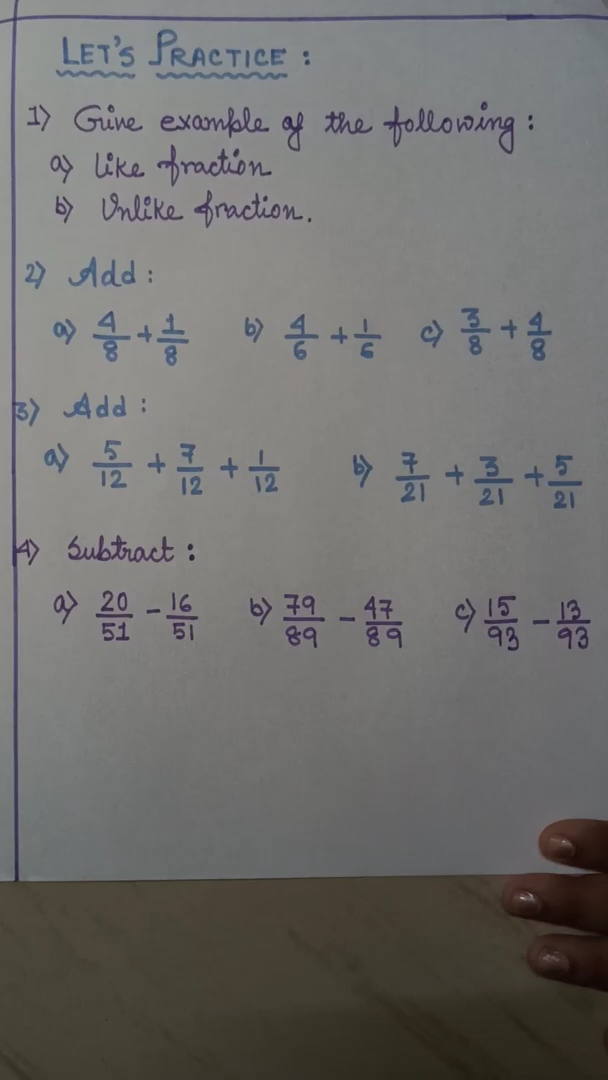 LET'S PRACTICE :
1) Give example of the following :
a) Like fraction
b) Unlike fraction.
2) Add :
a) 4/8 + 1/8 b) 4/6 + 1/6 c) 3/8 + 4/8
3) Add :
a) 5/12 + 7/12 + 1/12 b) 7/21 + 3/21 + 5/21
4) Subtract :
a) 20/51 - 16/51 b) 79/89 - 47/89 c) 15/93 - 13/93